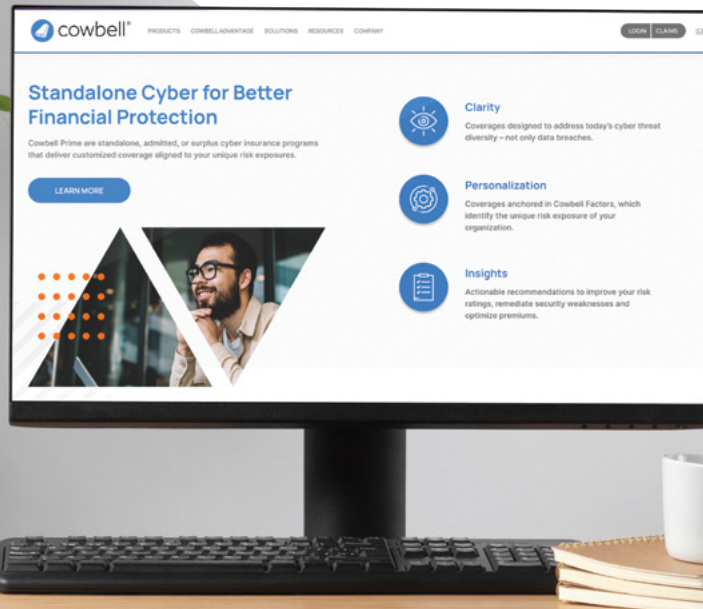 cowbell®
PRODUCTS COWBELL ADVANTAGE SOLUTIONS RESOURCES COMPANY
LOGIN CLAIMS
Standalone Cyber for Better
Financial Protection
Cowbell Prime are standalone, admitted, or surplus cyber insurance programs
that deliver customized coverage aligned to your unique risk exposures.
LEARN MORE
Clarity
Coverages designed to address today's cyber threat
diversity – not only data breaches.
Personalization
Coverages anchored in Cowbell Factors, which
identify the unique risk exposure of your
organization.
Insights
Actionable recommendations to improve your risk
ratings, remediate security weaknesses and
optimize premiums.